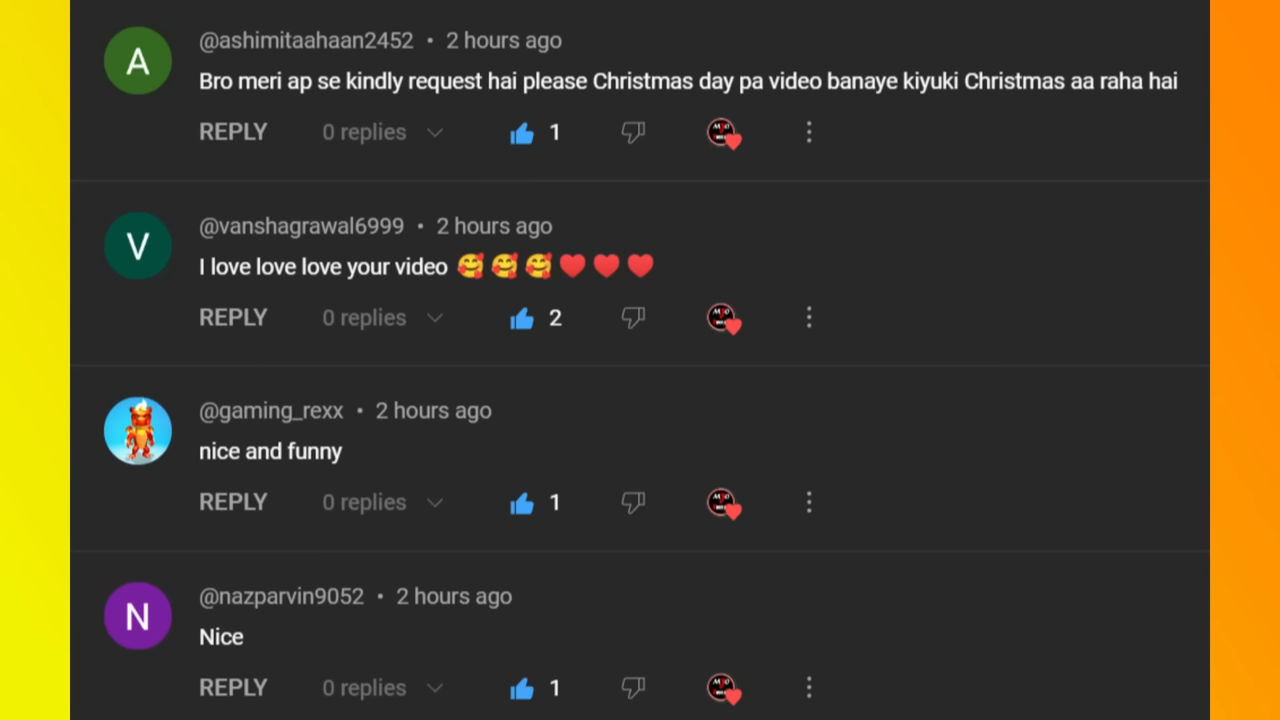 A
@ashimitaahaan2452 • 2 hours ago
Bro meri ap se kindly request hai please Christmas day pa video banaye kiyuki Christmas aa raha hai
REPLY 0 replies 1
V
@vanshagrawal6999 • 2 hours ago
I love love love your video 🥰 🥰 🥰 ♥️ ♥️ ♥️
REPLY 0 replies 2
@gaming_rexx • 2 hours ago
nice and funny
REPLY 0 replies 1
N
@nazparvin9052 • 2 hours ago
Nice
REPLY 0 replies 1